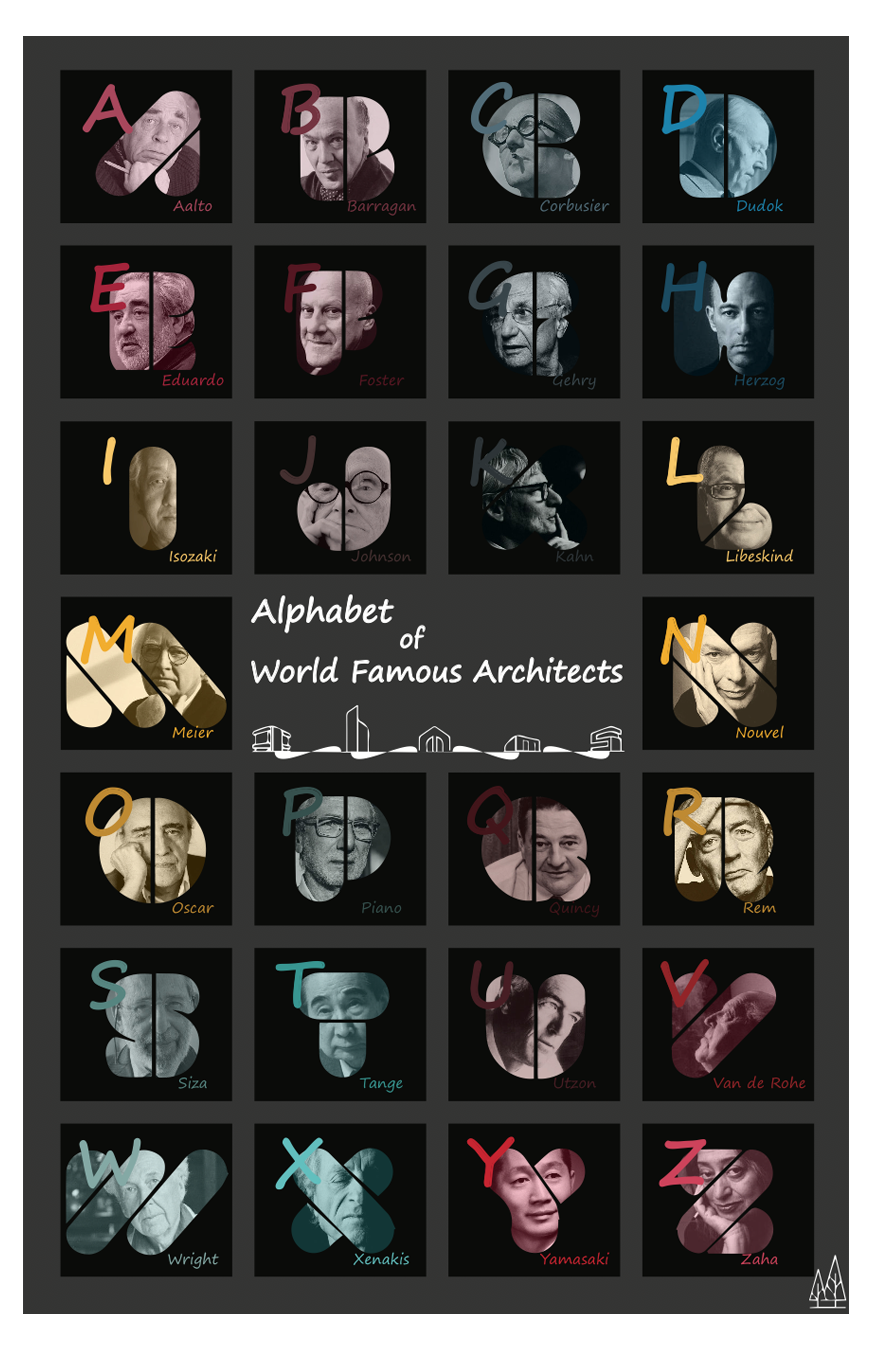 A
Aalto
B
Barragan
C
Corbusier
D
Dudok
E
Eduardo
F
Foster
G
Gehry
H
Herzog
I
Isozaki
J
Johnson
K
Kahn
L
Libeskind
M
Meier
Alphabet
of
World Famous Architects
N
Nouvel
O
Oscar
P
Piano
Q
Quincy
R
Rem
S
Siza
T
Tange
U
Utzon
V
Van de Rohe
W
Wright
X
Xenakis
Y
Yamasaki
Z
Zaha